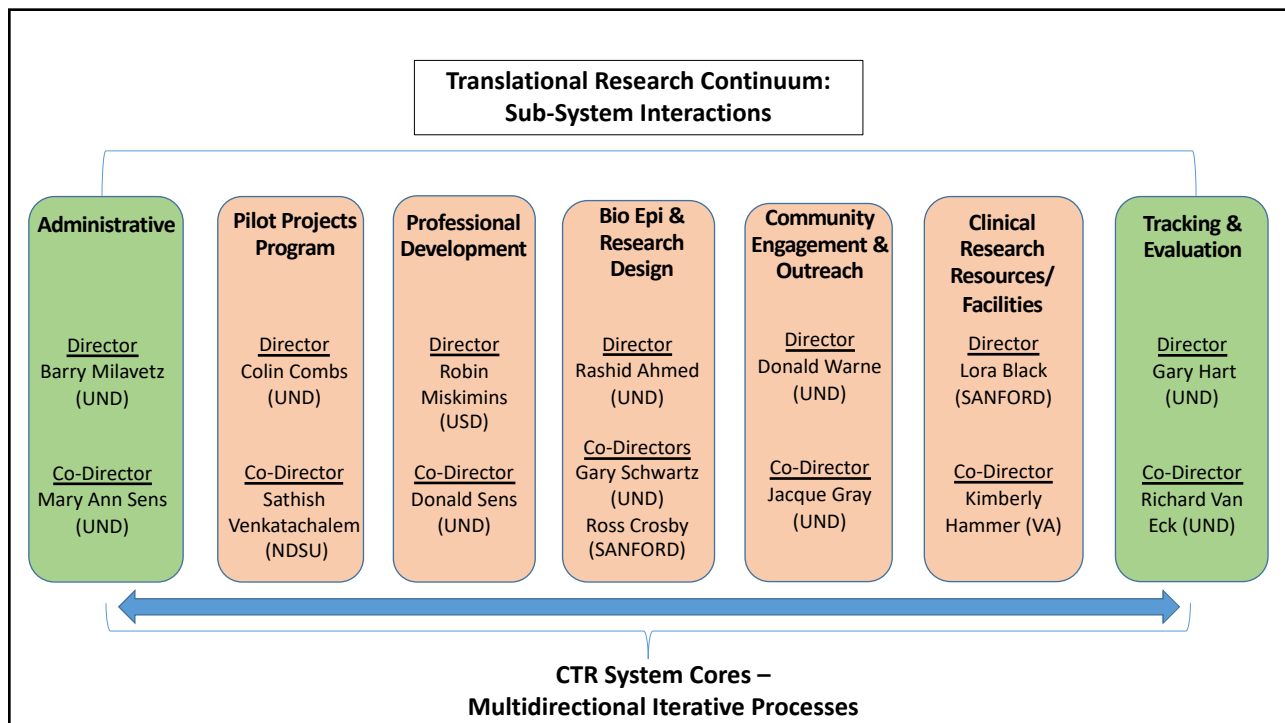 Translational Research Continuum:
Sub-System Interactions
Administrative
Director
Barry Milavetz
(UND)
Co-Director
Mary Ann Sens
(UND)
Pilot Projects
Program
Director
Colin Combs
(UND)
Co-Director
Sathish
Venkatachalem
(NDSU)
Professional
Development
Director
Robin
Miskimins
(USD)
Co-Director
Donald Sens
(UND)
Bio Epi &
Research
Design
Director
Rashid Ahmed
(UND)
Co-Directors
Gary Schwartz
(UND)
Ross Crosby
(SANFORD)
Community
Engagement &
Outreach
Director
Donald Warne
(UND)
Co-Director
Jacque Gray
(UND)
Clinical
Research
Resources/
Facilities
Director
Lora Black
(SANFORD)
Co-Director
Kimberly
Hammer (VA)
Tracking &
Evaluation
Director
Gary Hart
(UND)
Co-Director
Richard Van
Eck (UND)
CTR System Cores –
Multidirectional Iterative Processes